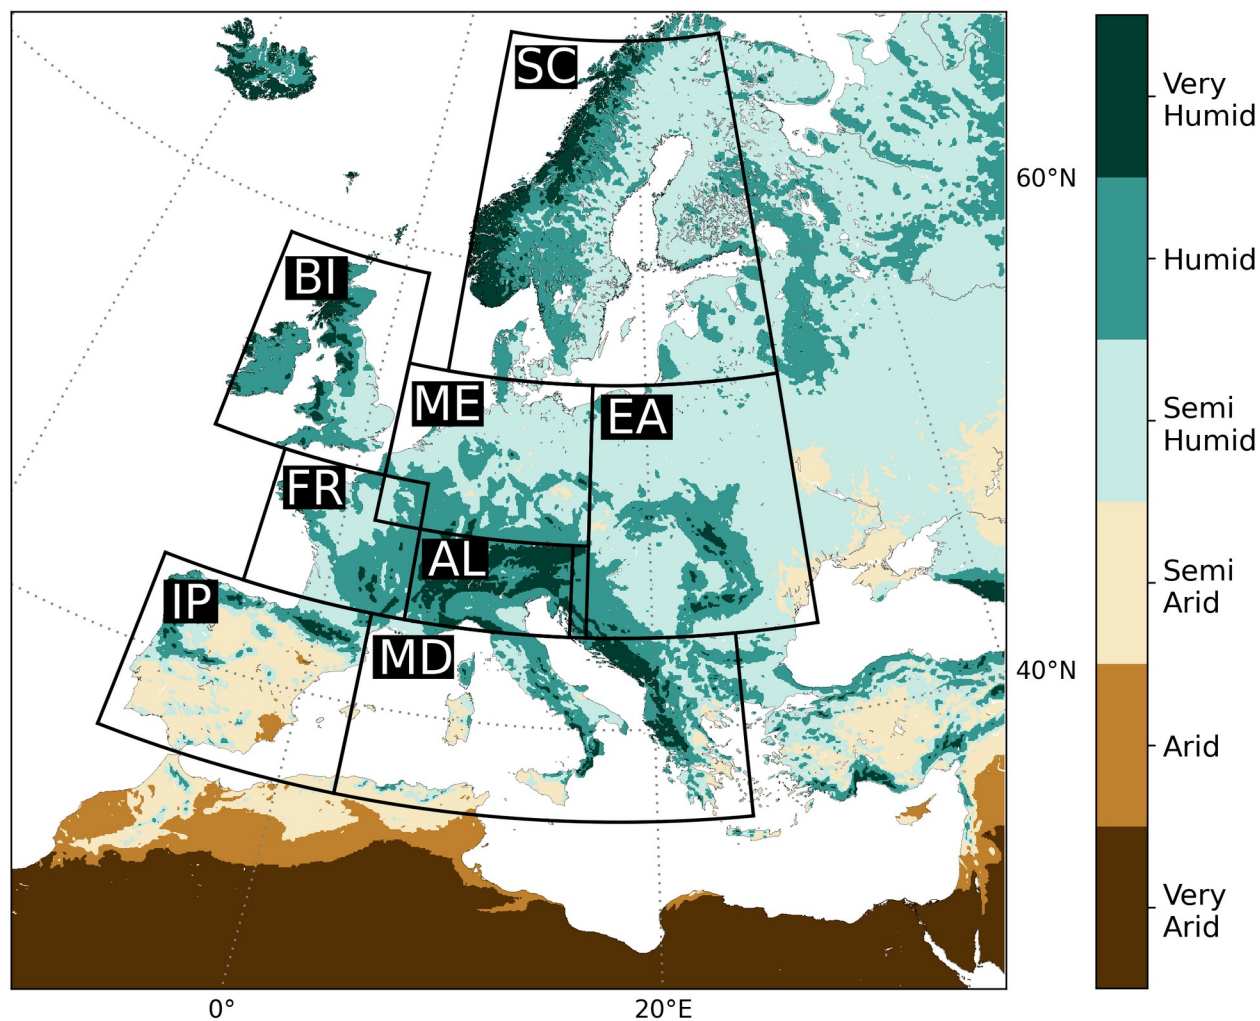 SC
Very
Humid
60°N
BI
Humid
ME
EA
Semi
Humid
FR
AL
IP
Semi
Arid
MD
40°N
Arid
Very
Arid
0°
20°E